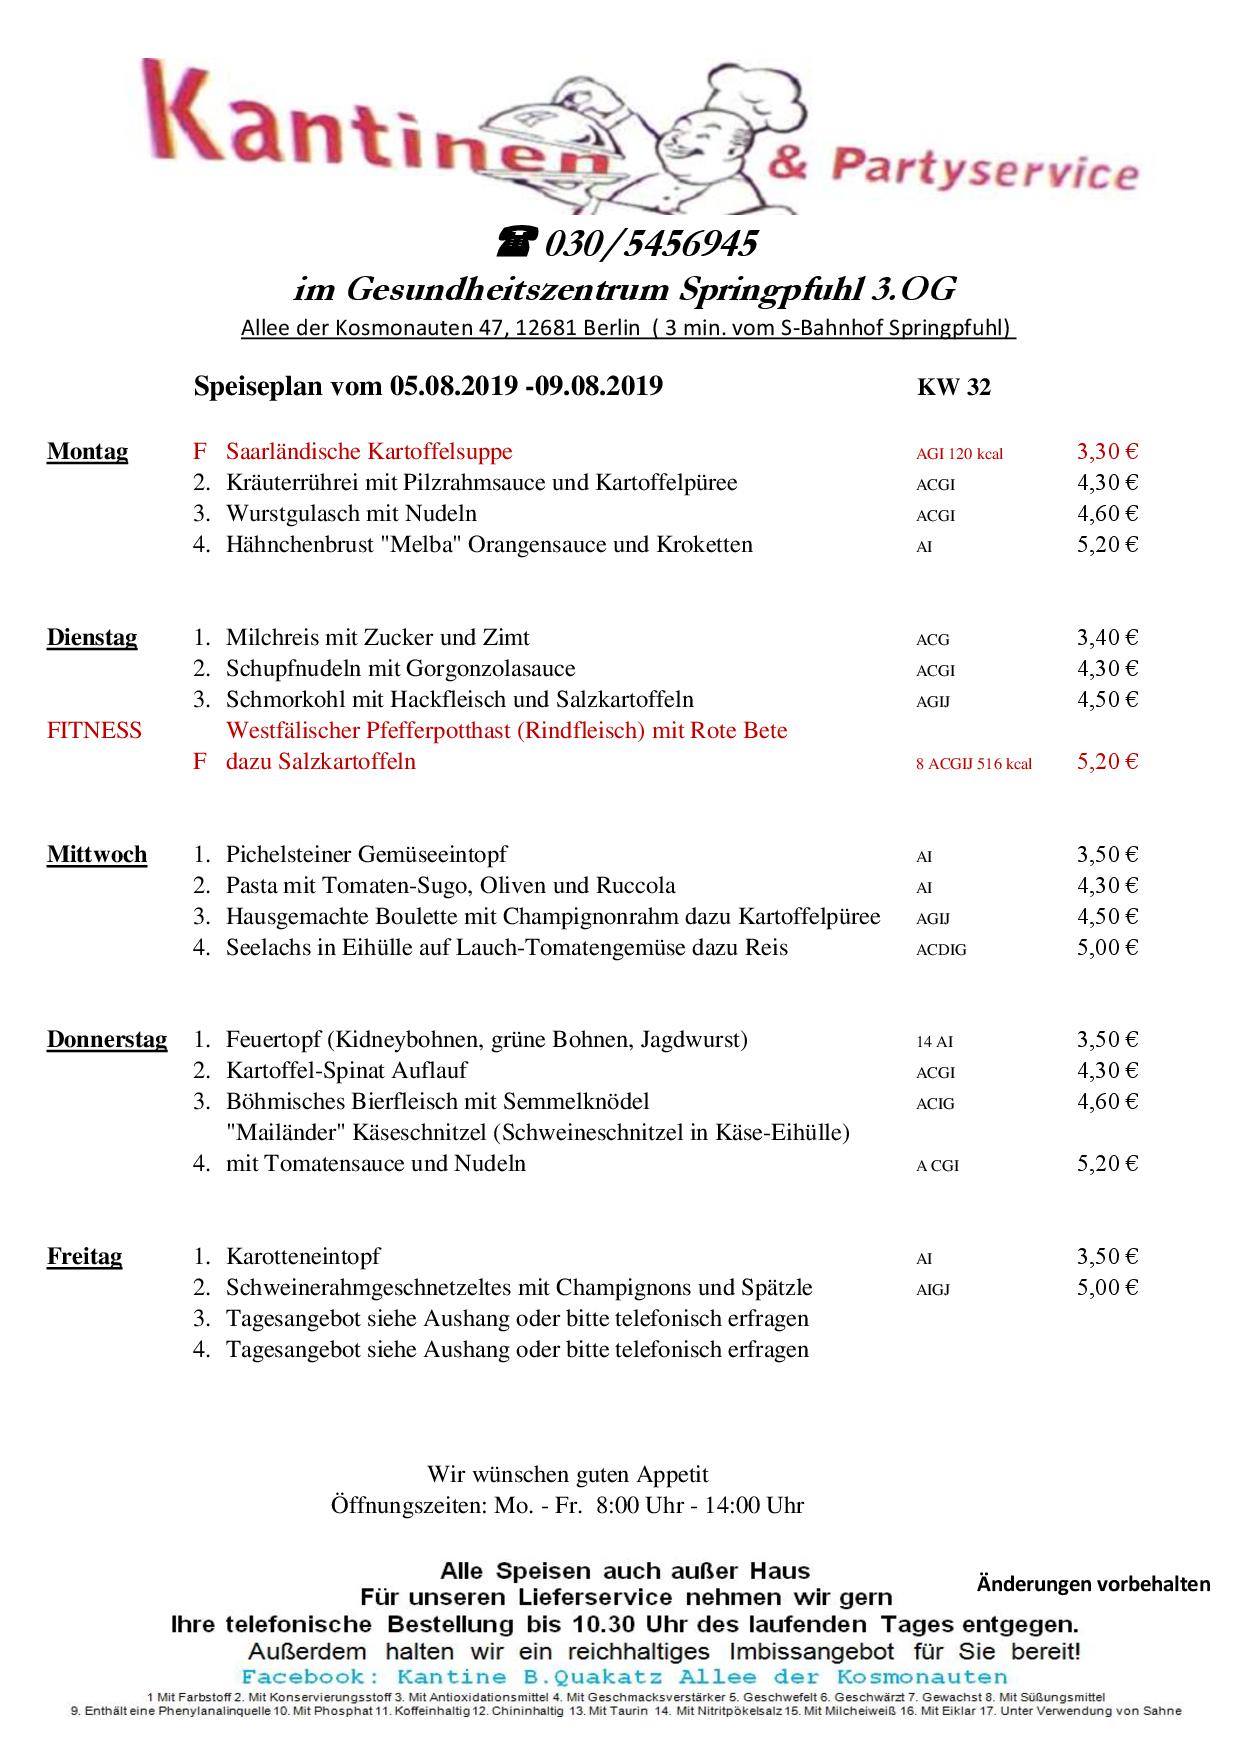 Kantinen & Partyservice
☎ 030/5456945
im Gesundheitszentrum Springpfuhl 3.OG
Allee der Kosmonauten 47, 12681 Berlin ( 3 min. vom S-Bahnhof Springpfuhl)
Speiseplan vom 05.08.2019 -09.08.2019 KW 32
Montag F Saarländische Kartoffelsuppe AGI 120 kcal 3,30 €
2. Kräuterrührei mit Pilzrahmsauce und Kartoffelpüree ACGI 4,30 €
3. Wurstgulasch mit Nudeln ACGI 4,60 €
4. Hähnchenbrust "Melba" Orangensauce und Kroketten AI 5,20 €
Dienstag 1. Milchreis mit Zucker und Zimt ACG 3,40 €
2. Schupfnudeln mit Gorgonzolasauce ACGI 4,30 €
3. Schmorkohl mit Hackfleisch und Salzkartoffeln AGIJ 4,50 €
FITNESS Westfälischer Pfefferpotthast (Rindfleisch) mit Rote Bete
F dazu Salzkartoffeln 8 ACGIJ 516 kcal 5,20 €
Mittwoch 1. Pichelsteiner Gemüseeintopf AI 3,50 €
2. Pasta mit Tomaten-Sugo, Oliven und Ruccola AI 4,30 €
3. Hausgemachte Boulette mit Champignonrahm dazu Kartoffelpüree AGIJ 4,50 €
4. Seelachs in Eihülle auf Lauch-Tomatengemüse dazu Reis ACDIG 5,00 €
Donnerstag 1. Feuertopf (Kidneybohnen, grüne Bohnen, Jagdwurst) 14 AI 3,50 €
2. Kartoffel-Spinat Auflauf ACGI 4,30 €
3. Böhmisches Bierfleisch mit Semmelknödel ACIG 4,60 €
"Mailänder" Käseschnitzel (Schweineschnitzel in Käse-Eihülle)
4. mit Tomatensauce und Nudeln A CGI 5,20 €
Freitag 1. Karotteneintopf AI 3,50 €
2. Schweinerahmgeschnetzeltes mit Champignons und Spätzle AIGJ 5,00 €
3. Tagesangebot siehe Aushang oder bitte telefonisch erfragen
4. Tagesangebot siehe Aushang oder bitte telefonisch erfragen
Wir wünschen guten Appetit
Öffnungszeiten: Mo. - Fr. 8:00 Uhr - 14:00 Uhr
Alle Speisen auch außer Haus
Änderungen vorbehalten
Für unseren Lieferservice nehmen wir gern
Ihre telefonische Bestellung bis 10.30 Uhr des laufenden Tages entgegen.
Außerdem halten wir ein reichhaltiges Imbissangebot für Sie bereit!
Facebook: Kantine B.Quakatz Allee der Kosmonauten
1 Mit Farbstoff 2. Mit Konservierungsstoff 3. Mit Antioxidationsmittel 4. Mit Geschmacksverstärker 5. Geschwefelt 6. Geschwärzt 7. Gewachst 8. Mit Süßungsmittel
9. Enthält eine Phenylanalinquelle 10. Mit Phosphat 11. Koffeinhaltig 12. Chininhaltig 13. Mit Taurin 14. Mit Nitritpökelsalz 15. Mit Milcheiweiß 16. Mit Eiklar 17. Unter Verwendung von Sahne